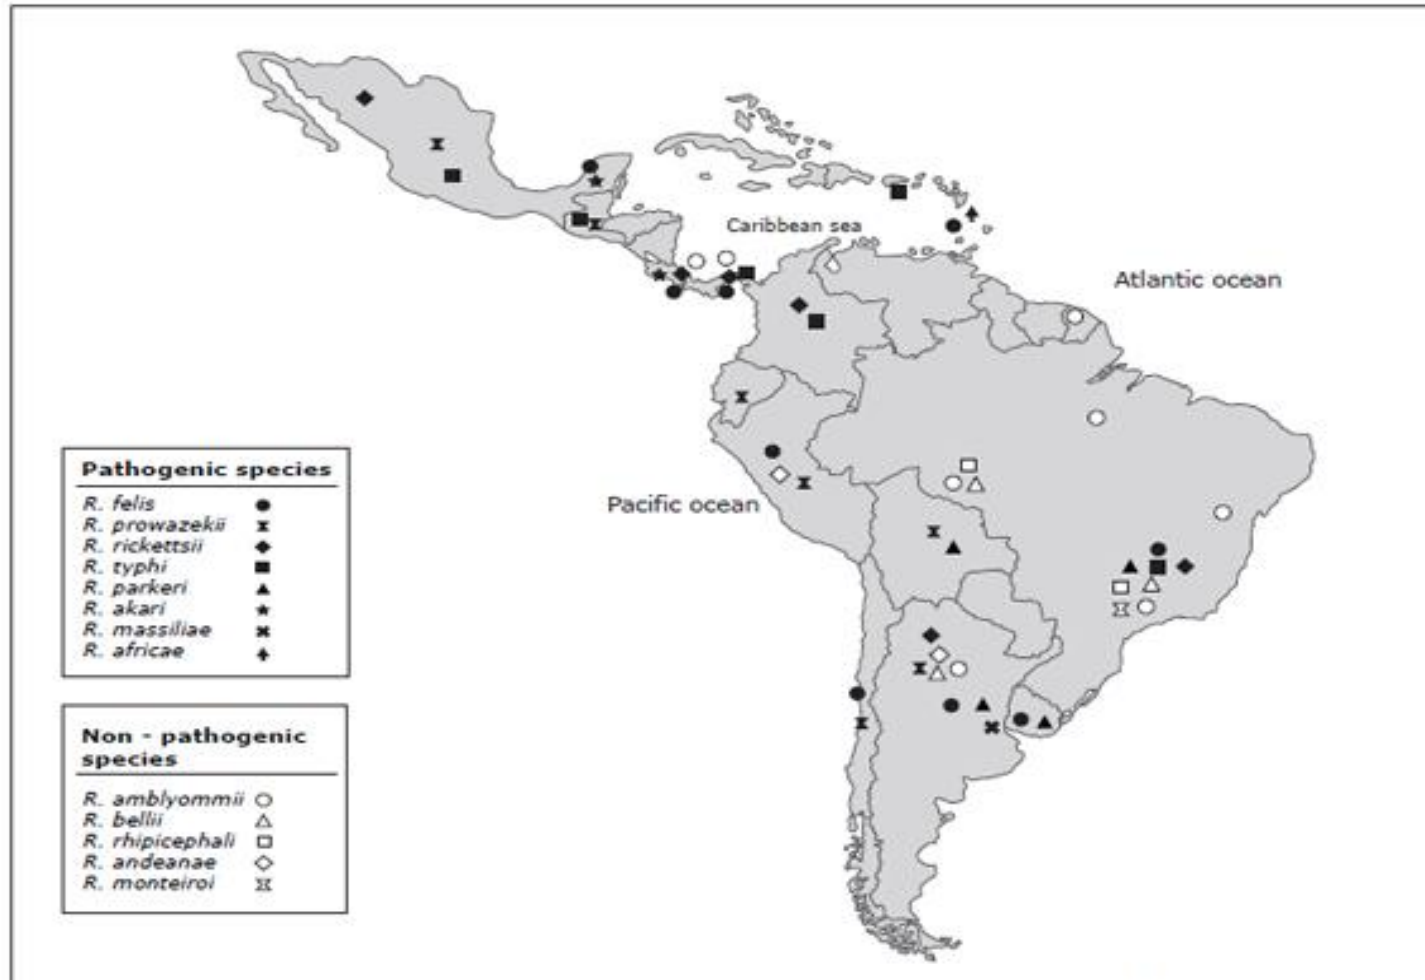 Caribbean sea
Atlantic ocean
Pacific ocean
Pathogenic species
R. felis
R. prowazekii
R. rickettsii
R. typhi
R. parkeri
R. akari
R. massiliae
R. africae
Non - pathogenic
species
R. amblyommii
R. bellii
R. rhipicephali
R. andeanae
R. monteiroi